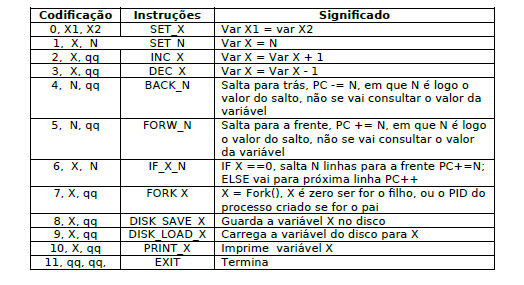 Codificação Instruções Significado
0, X1, X2 SET_X Var X1 = var X2
1, X, N SET_N Var X = N
2, X, qq INC_X Var X = Var X + 1
3, X, qq DEC_X Var X = Var X - 1
4, N, qq BACK_N Salta para trás, PC -= N, em que N é logo o
valor do salto, não se vai consultar o valor da
variável
5, N, qq FORW_N Salta para a frente, PC += N, em que N é logo
o valor do salto, não se vai consultar o valor
da variável
6, X, N IF_X_N IF X ==0, salta N linhas para a frente PC+=N;
ELSE vai para próxima linha PC++
7, X, qq FORK X X = Fork(), X é zero ser for o filho, ou o PID do
processo criado se for o pai
8, X, qq DISK_SAVE_X Guarda a variável X no disco
9, X, qq DISK_LOAD_X Carrega a variável do disco para X
10, X, qq PRINT_X Imprime variável X
11, qq, qq, EXIT Termina